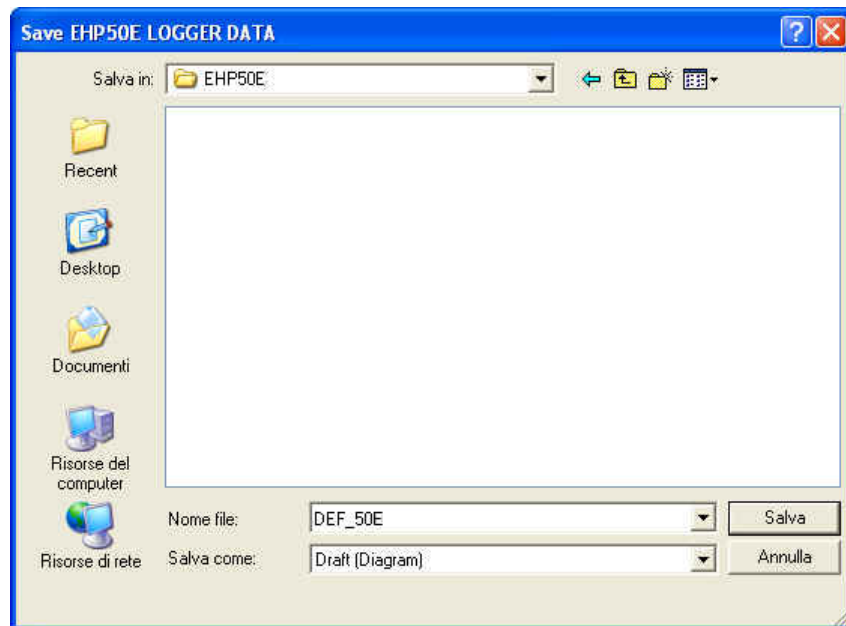 Save EHP50E LOGGER DATA
Salva in:
EHP50E
Recent
Desktop
Documenti
Risorse del
computer
Risorse di rete
Nome file:
DEF_50E
Salva
Salva come:
Draft (Diagram)
Annulla